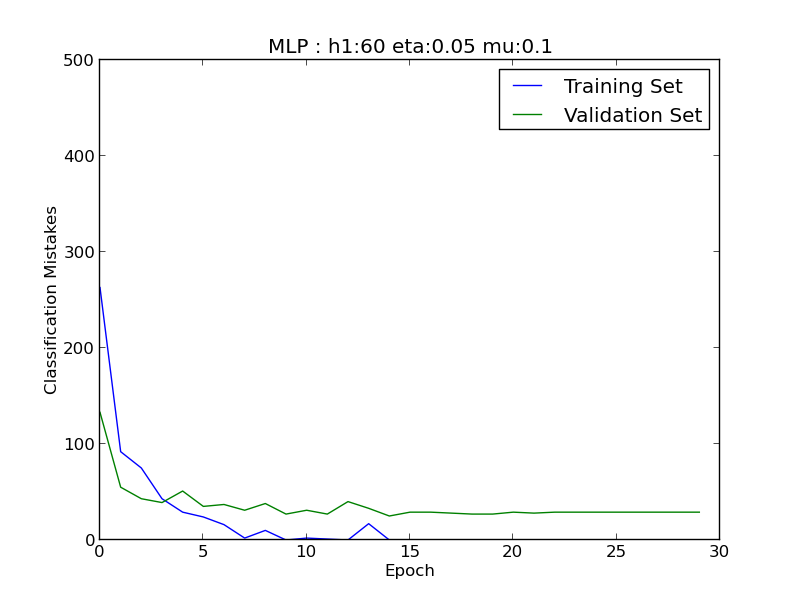 MLP : h1:60 eta:0.05 mu:0.1
500
Training Set
Validation Set
400
300
200
100
0
Classification Mistakes
0 5 10 15 20 25 30
Epoch